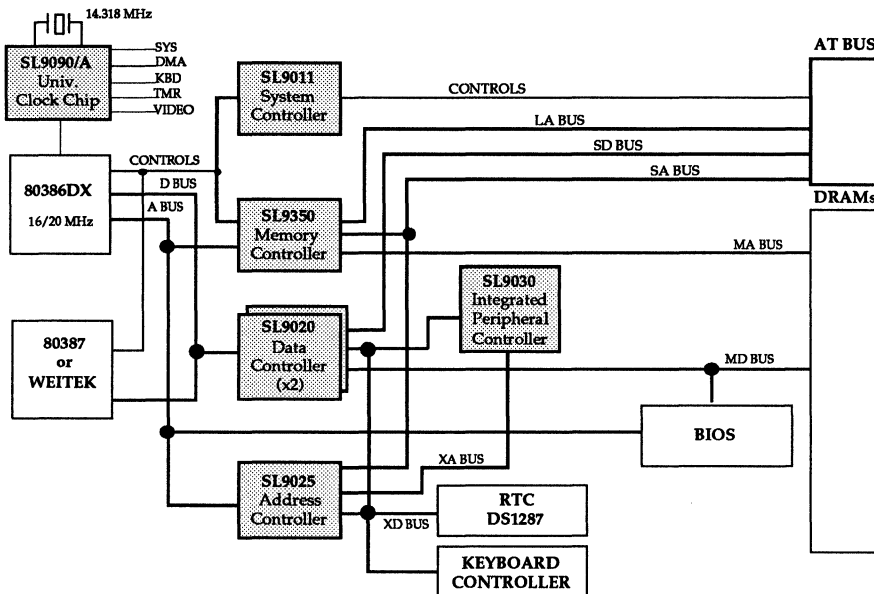 14.318 MHz
SL9090/A
Univ.
Clock Chip
SYS
DMA
KBD
TMR
VIDEO
SL9011
System
Controller
CONTROLS
AT BUS
LA BUS
SD BUS
SA BUS
CONTROLS
D BUS
A BUS
80386DX
16/20 MHz
SL9350
Memory
Controller
MA BUS
DRAMs
SL9030
Integrated
Peripheral
Controller
80387
or
WEITEK
SL9020
Data
Controller
(x2)
MD BUS
BIOS
SL9025
Address
Controller
XA BUS
XD BUS
RTC
DS1287
KEYBOARD
CONTROLLER